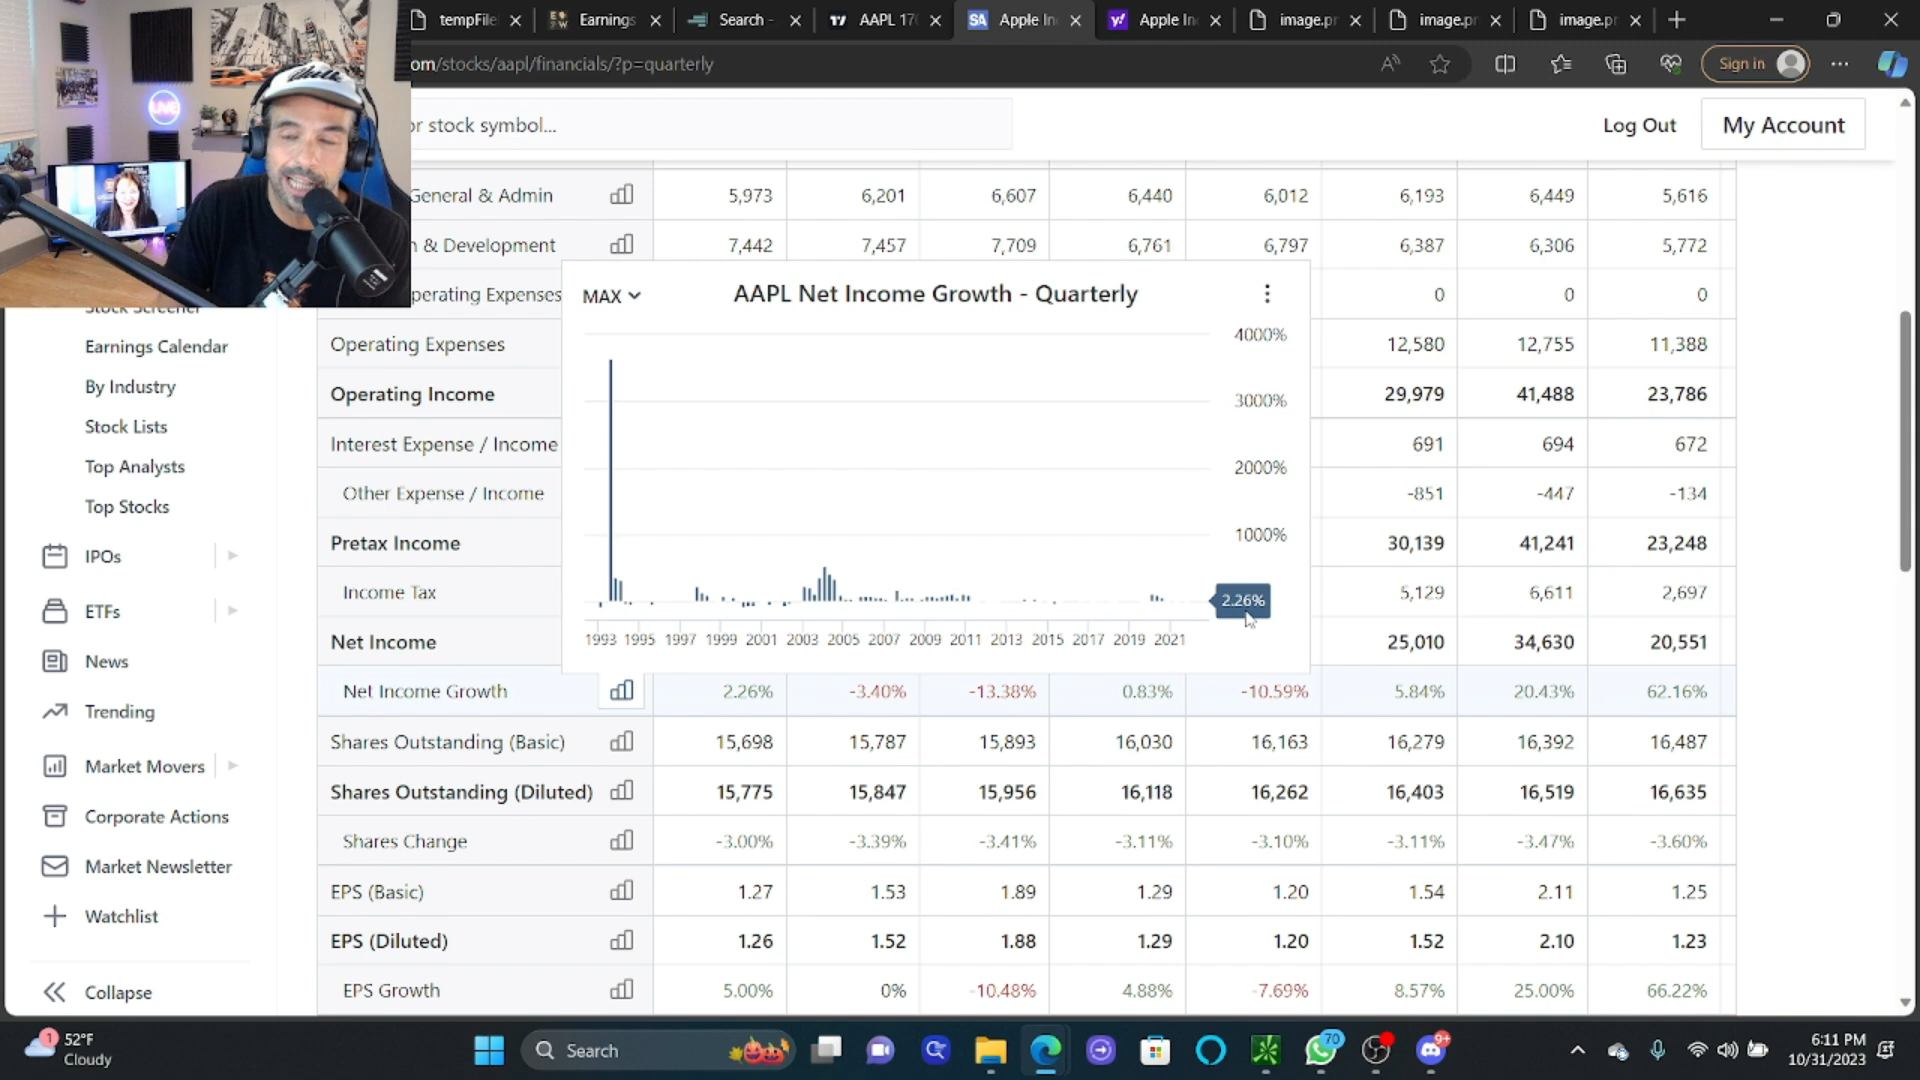 tempFile
Earnings
Search -
AAPL 170
SA
Apple In
y!
Apple In
image.pr
image.pr
image.pr
om/stocks/aapl/financials/?p=quarterly
Sign in
LIVE
or stock symbol...
Log Out
My Account
General & Admin 5,973 6,201 6,607 6,440 6,012 6,193 6,449 5,616
& Development 7,442 7,457 7,709 6,761 6,797 6,387 6,306 5,772
perating Expenses 0 0 0
Operating Expenses 12,580 12,755 11,388
Operating Income 29,979 41,488 23,786
Interest Expense / Income 691 694 672
Other Expense / Income -851 -447 -134
Pretax Income 30,139 41,241 23,248
Income Tax 5,129 6,611 2,697
Net Income 25,010 34,630 20,551
Net Income Growth 2.26% -3.40% -13.38% 0.83% -10.59% 5.84% 20.43% 62.16%
Shares Outstanding (Basic) 15,698 15,787 15,893 16,030 16,163 16,279 16,392 16,487
Shares Outstanding (Diluted) 15,775 15,847 15,956 16,118 16,262 16,403 16,519 16,635
Shares Change -3.00% -3.39% -3.41% -3.11% -3.10% -3.11% -3.47% -3.60%
EPS (Basic) 1.27 1.53 1.89 1.29 1.20 1.54 2.11 1.25
EPS (Diluted) 1.26 1.52 1.88 1.29 1.20 1.52 2.10 1.23
EPS Growth 5.00% 0% -10.48% 4.88% -7.69% 8.57% 25.00% 66.22%
MAX
AAPL Net Income Growth - Quarterly
4000%
3000%
2000%
1000%
2.26%
1993 1995 1997 1999 2001 2003 2005 2007 2009 2011 2013 2015 2017 2019 2021
Stock Screener
Earnings Calendar
By Industry
Stock Lists
Top Analysts
Top Stocks
IPOs
ETFs
News
Trending
Market Movers
Corporate Actions
Market Newsletter
Watchlist
Collapse
1
52°F
Cloudy
Search
70
9+
6:11 PM
10/31/2023